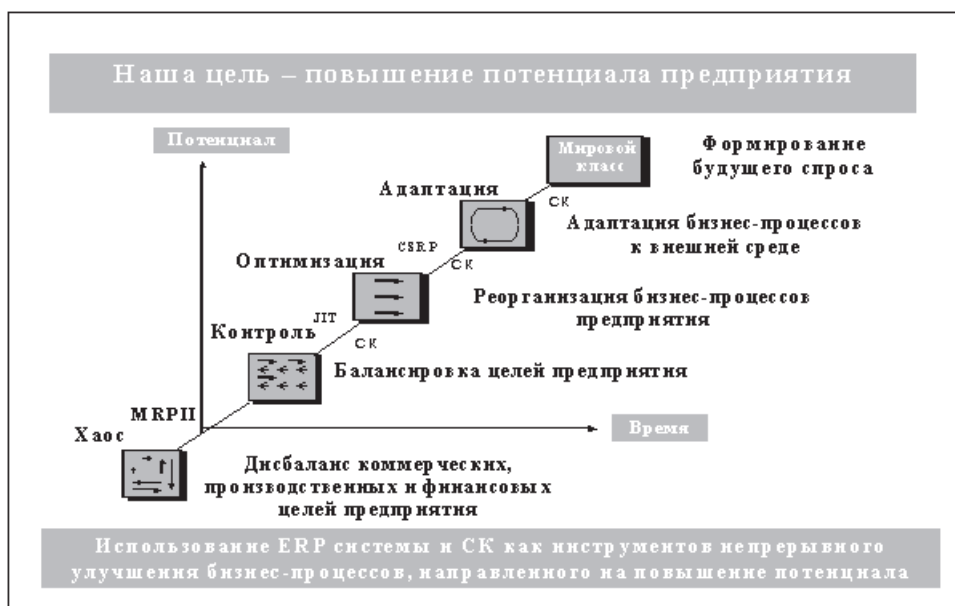 Наша цель – повышение потенциала предприятия
Потенциал
Мировой
класс
Формирование
будущего спроса
Адаптация
СК
Адаптация бизнес-процессов
к внешней среде
CSRP
СК
Оптимизация
Реорганизация бизнес-процессов
предприятия
JIT
СК
Контроль
Балансировка целей предприятия
MRPII
Время
Хаос
Дисбаланс коммерческих,
производственных и финансовых
целей предприятия
Использование ERP системы и СК как инструментов непрерывного
улучшения бизнес-процессов, направленного на повышение потенциала